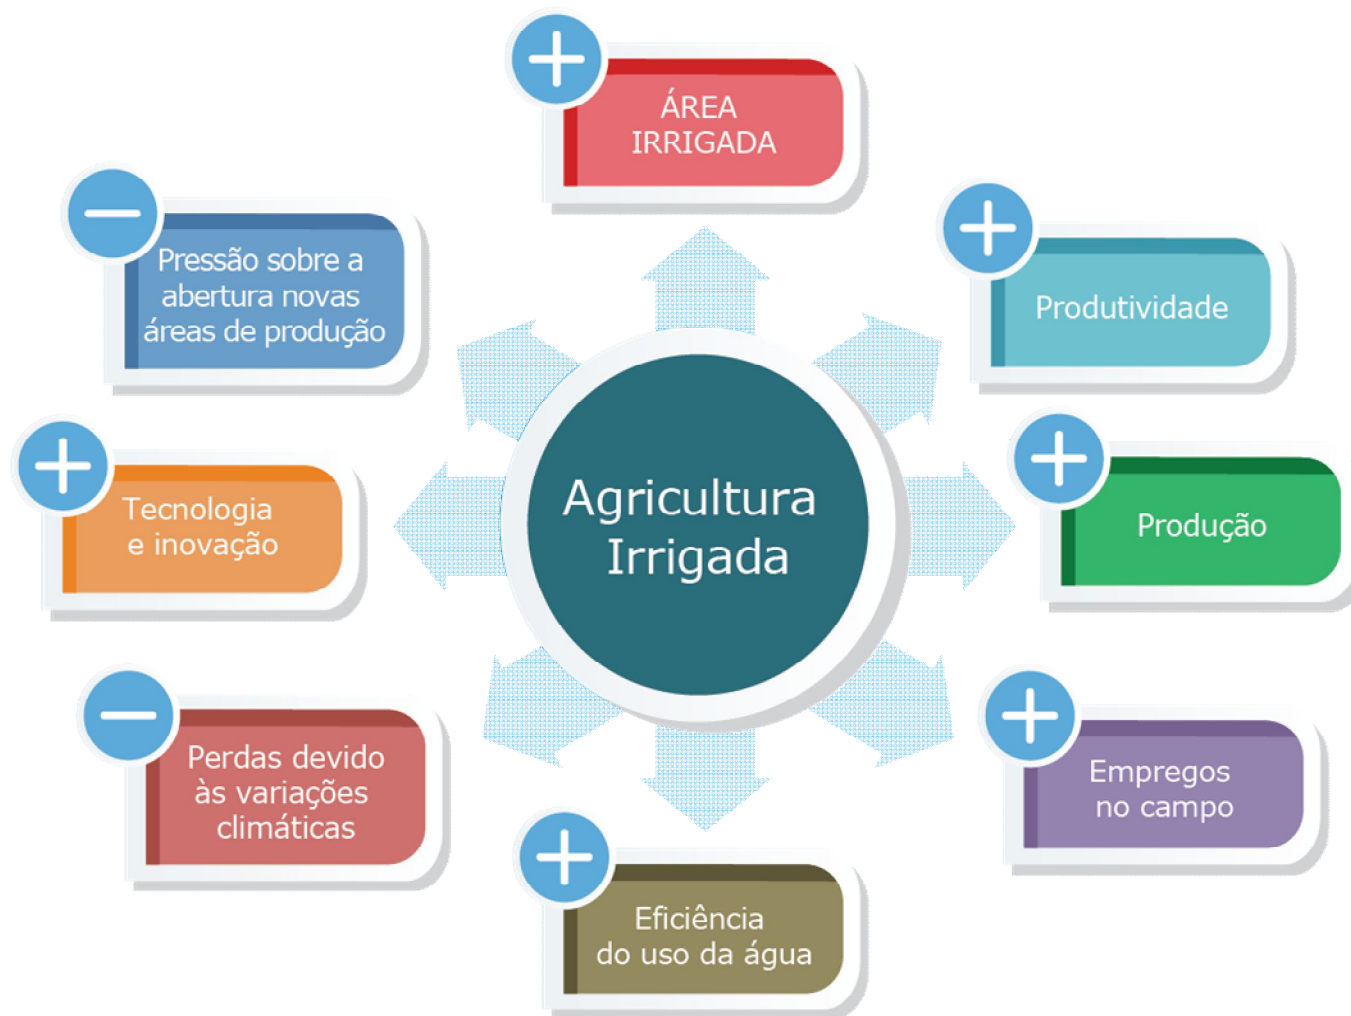 ÁREA
IRRIGADA
Pressão sobre a
abertura novas
áreas de produção
Produtividade
Tecnologia
e inovação
Agricultura
Irrigada
Produção
Perdas devido
às variações
climáticas
Empregos
no campo
Eficiência
do uso da água